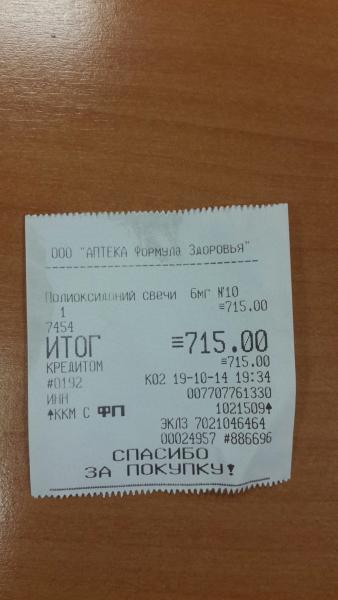 ООО "АПТЕКА Формула Здоровья"
Полиоксидоний свечи 6мг №10
1 ≡715.00
7454
ИТОГ ≡715.00
КРЕДИТОМ ≡715.00
#0192 К02 19-10-14 19:34
ИНН 007707761330
ККМ С ФП 1021509
ЭКЛЗ 7021046464
00024957 #886696
СПАСИБО
ЗА ПОКУПКУ!